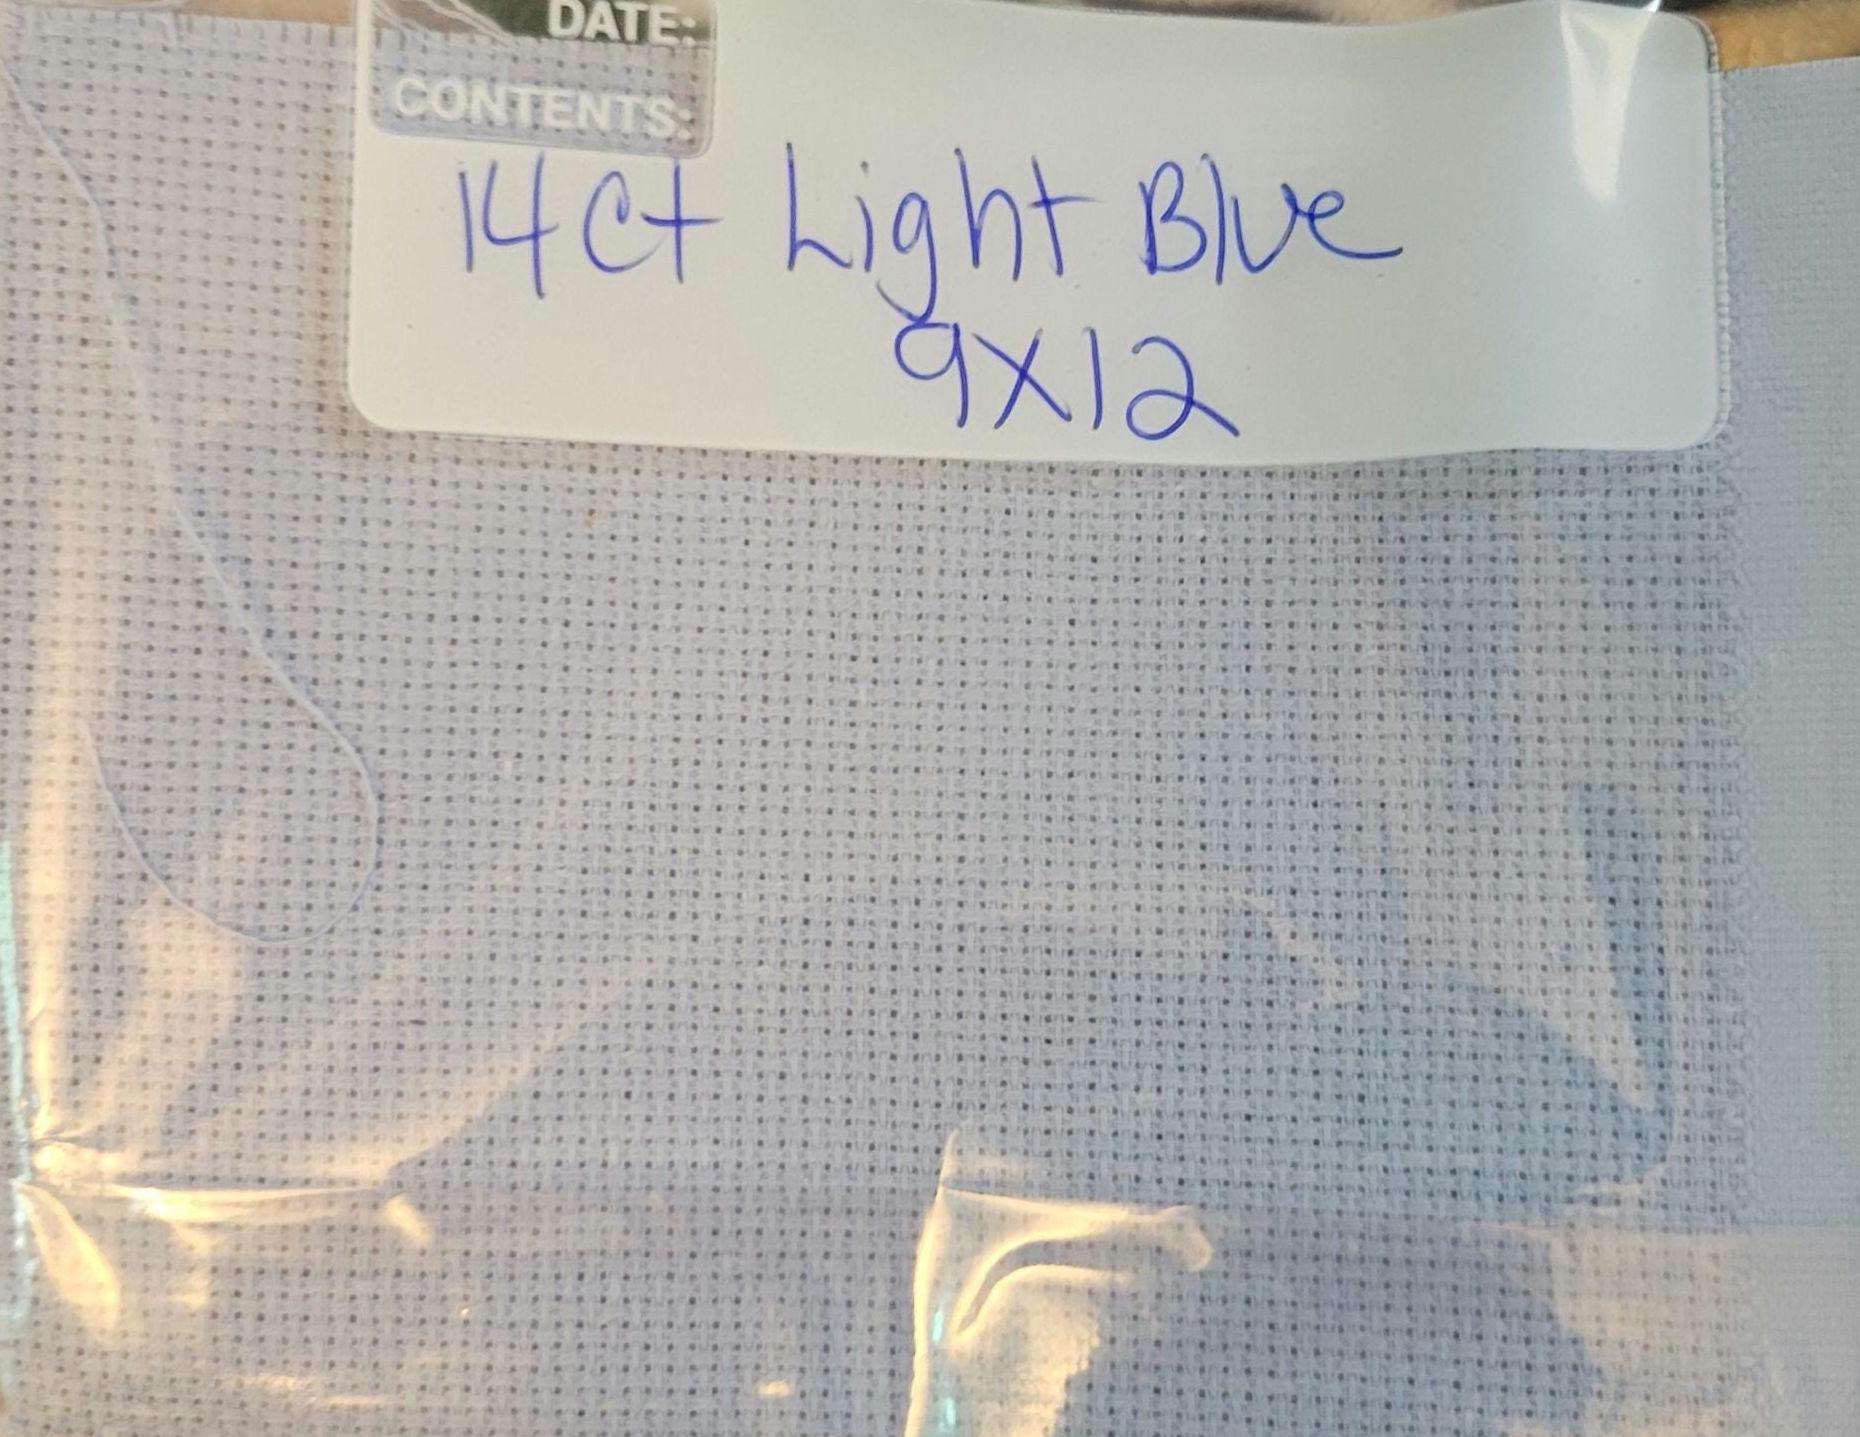 DATE:
CONTENTS:
14 Ct Light Blue
9X12